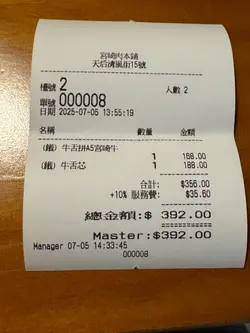 宮崎肉本鋪
天后清風街15號
檯號 2
人數 2
單號 000008
日期 2025-07-05 13:55:19
名稱 數量 金額
(鐵) 牛舌拼A5宮崎牛 1 188.00
(鐵) 牛舌芯 1 168.00
合計: $356.00
+10% 服務費: $35.60
總金額:$ 392.00
Master:$392.00
Manager 07-05 14:33:45
000008